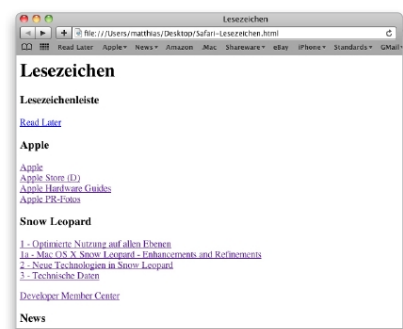 Lesezeichen
file:///Users/matthias/Desktop/Safari-Lesezeichen.html
Read Later Apple News Amazon .Mac Shareware eBay iPhone Standards GMail
Lesezeichen
Lesezeichenleiste
Read Later
Apple
Apple
Apple Store (D)
Apple Hardware Guides
Apple PR-Fotos
Snow Leopard
1 - Optimierte Nutzung auf allen Ebenen
1a - Mac OS X Snow Leopard - Enhancements and Refinements
2 - Neue Technologien in Snow Leopard
3 - Technische Daten
Developer Member Center
News